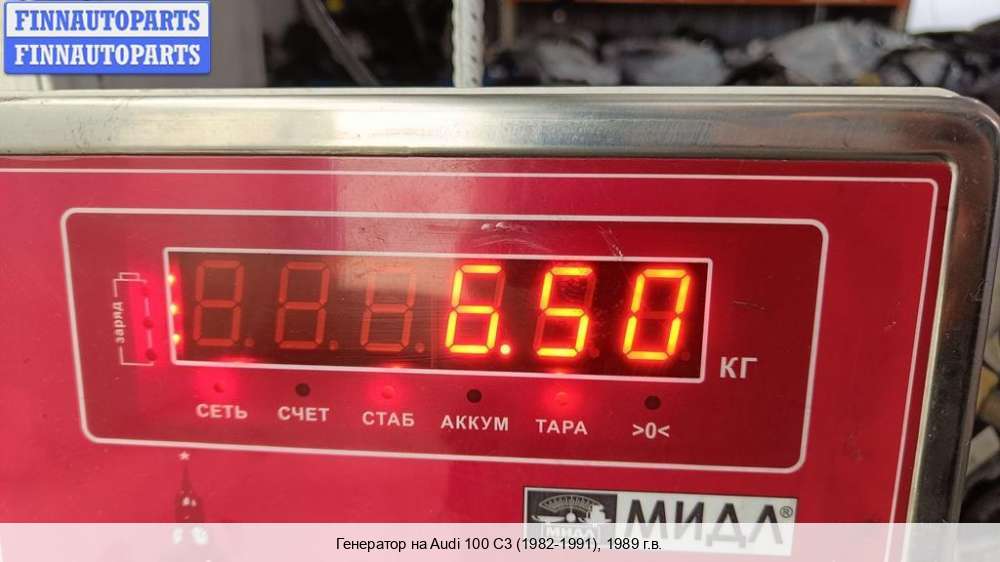 FINNAUTOPARTS
FINNAUTOPARTS
заряд
6.50
КГ
СЕТЬ СЧЕТ СТАБ АККУМ ТАРА >0<
МИДЛ МИДЛ®
Генератор на Audi 100 C3 (1982-1991), 1989 г.в.